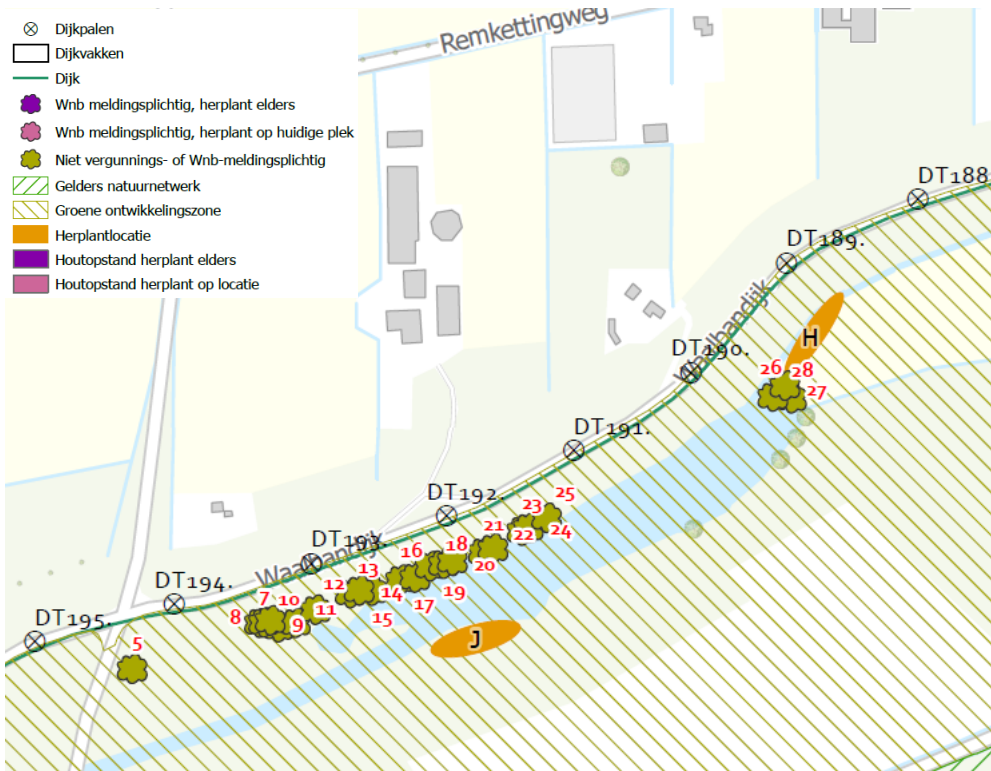 Dijkpalen
Dijkvakken
Dijk
Wnb meldingsplichtig, herplant elders
Wnb meldingsplichtig, herplant op huidige plek
Niet vergunnings- of Wnb-meldingsplichtig
Gelders natuurnetwerk
Groene ontwikkelingszone
Herplantlocatie
Houtopstand herplant elders
Houtopstand herplant op locatie
Remkettingweg
DT188
DT189.
Waalbandijk
H
DT190.
26 28
27
DT191.
DT192.
25
23
24
22
21
20
DT193.
Waalbandijk
16 18
19
17
13
12
14
15
DT194.
7 10
8
9
11
DT195.
5
J